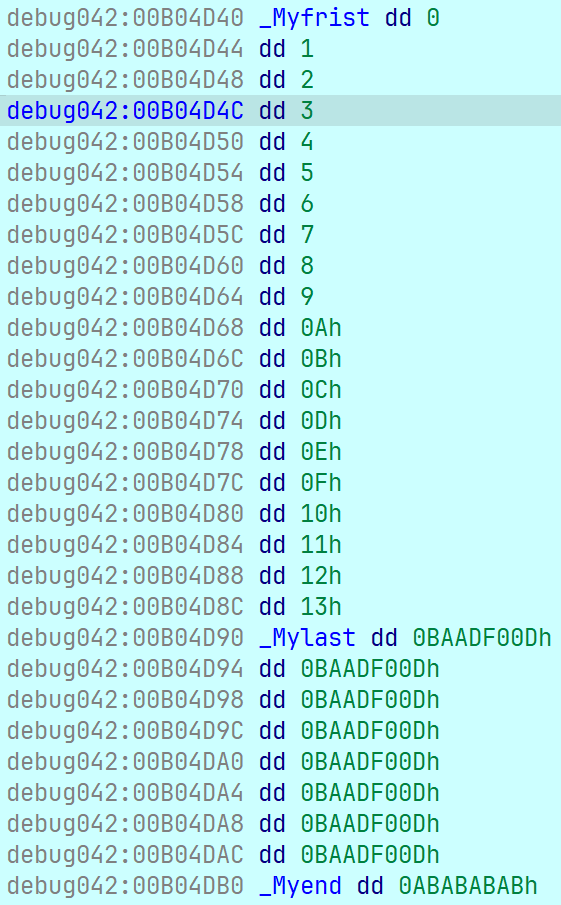 debug042:00B04D40 _Myfrist dd 0
debug042:00B04D44 dd 1
debug042:00B04D48 dd 2
debug042:00B04D4C dd 3
debug042:00B04D50 dd 4
debug042:00B04D54 dd 5
debug042:00B04D58 dd 6
debug042:00B04D5C dd 7
debug042:00B04D60 dd 8
debug042:00B04D64 dd 9
debug042:00B04D68 dd 0Ah
debug042:00B04D6C dd 0Bh
debug042:00B04D70 dd 0Ch
debug042:00B04D74 dd 0Dh
debug042:00B04D78 dd 0Eh
debug042:00B04D7C dd 0Fh
debug042:00B04D80 dd 10h
debug042:00B04D84 dd 11h
debug042:00B04D88 dd 12h
debug042:00B04D8C dd 13h
debug042:00B04D90 _Mylast dd 0BAADF00Dh
debug042:00B04D94 dd 0BAADF00Dh
debug042:00B04D98 dd 0BAADF00Dh
debug042:00B04D9C dd 0BAADF00Dh
debug042:00B04DA0 dd 0BAADF00Dh
debug042:00B04DA4 dd 0BAADF00Dh
debug042:00B04DA8 dd 0BAADF00Dh
debug042:00B04DAC dd 0BAADF00Dh
debug042:00B04DB0 _Myend dd 0ABABABABh